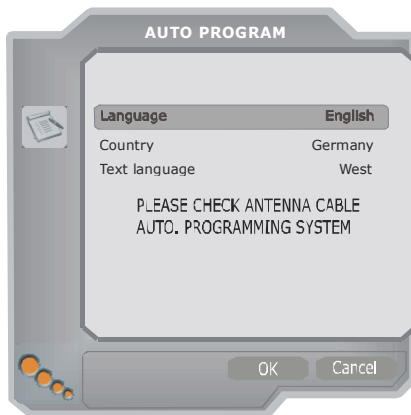 AUTO PROGRAM
Language English
Country Germany
Text language West
PLEASE CHECK ANTENNA CABLE
AUTO. PROGRAMMING SYSTEM
OK Cancel